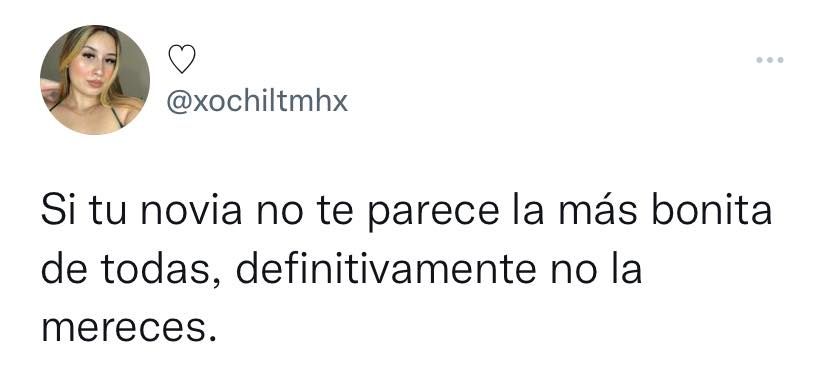 ♡
@xochiltmhx
Si tu novia no te parece la más bonita
de todas, definitivamente no la
mereces.